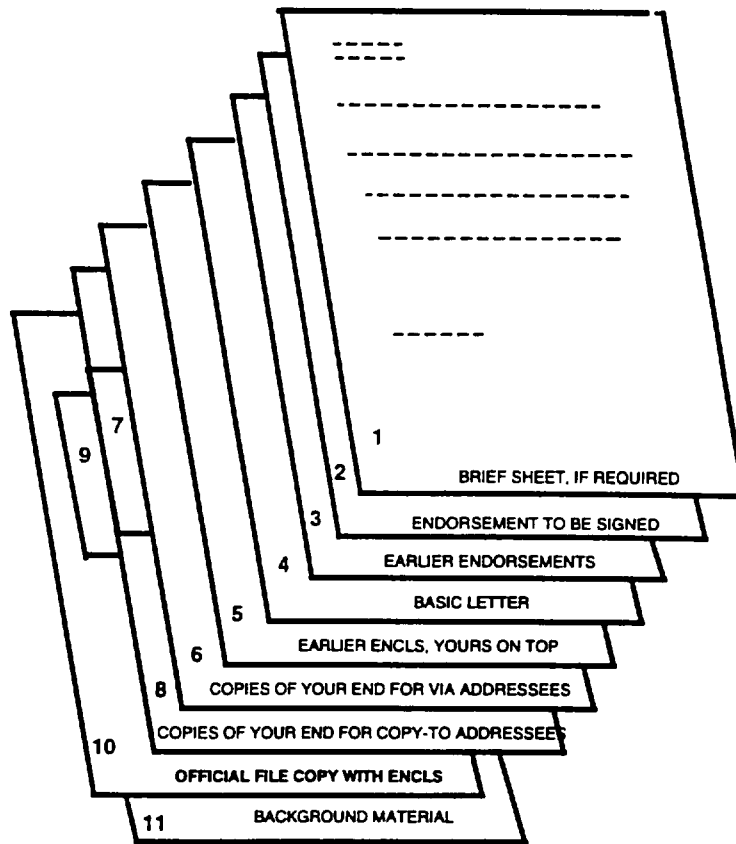 1
BRIEF SHEET, IF REQUIRED
2
ENDORSEMENT TO BE SIGNED
3
EARLIER ENDORSEMENTS
4
BASIC LETTER
5
EARLIER ENCLS, YOURS ON TOP
6
COPIES OF YOUR END FOR VIA ADDRESSEES
7
8
COPIES OF YOUR END FOR COPY-TO ADDRESSEES
9
10
OFFICIAL FILE COPY WITH ENCLS
11
BACKGROUND MATERIAL